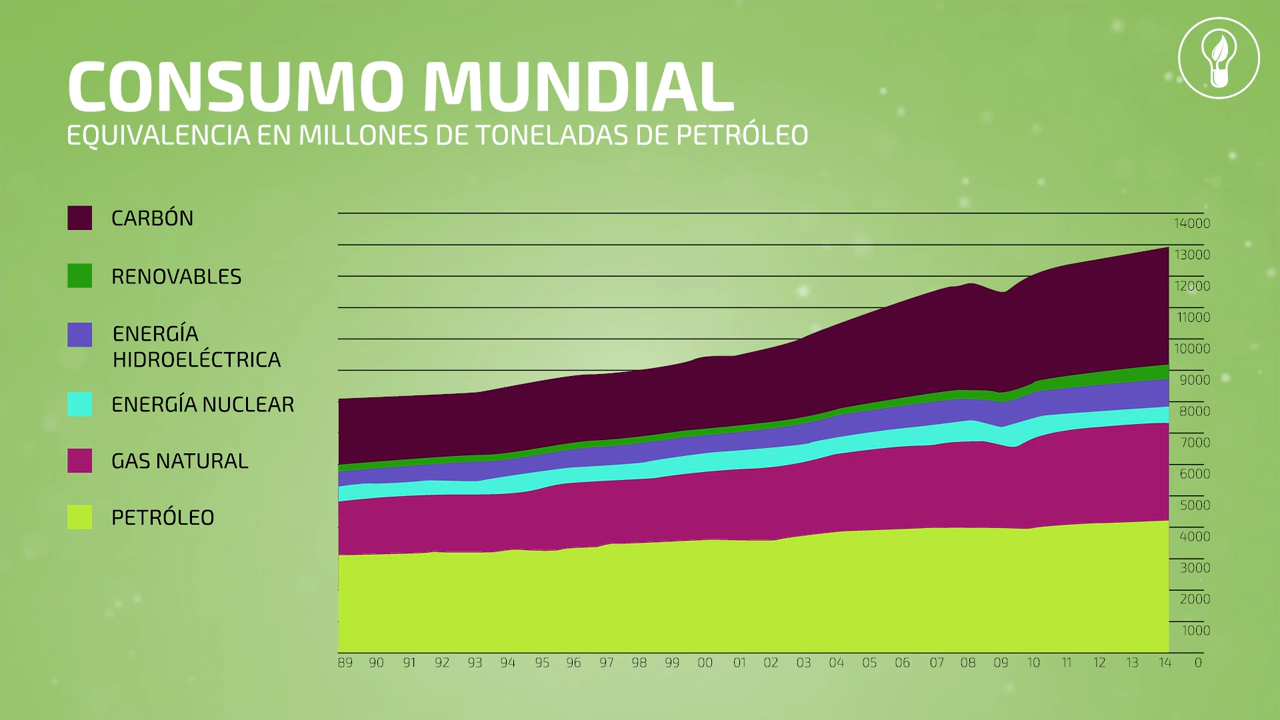 CONSUMO MUNDIAL
EQUIVALENCIA EN MILLONES DE TONELADAS DE PETRÓLEO
CARBÓN
RENOVABLES
ENERGÍA
HIDROELÉCTRICA
ENERGÍA NUCLEAR
GAS NATURAL
PETRÓLEO
14000
13000
12000
11000
10000
9000
8000
7000
6000
5000
4000
3000
2000
1000
89 90 91 92 93 94 95 96 97 98 99 00 01 02 03 04 05 06 07 08 09 10 11 12 13 14 0